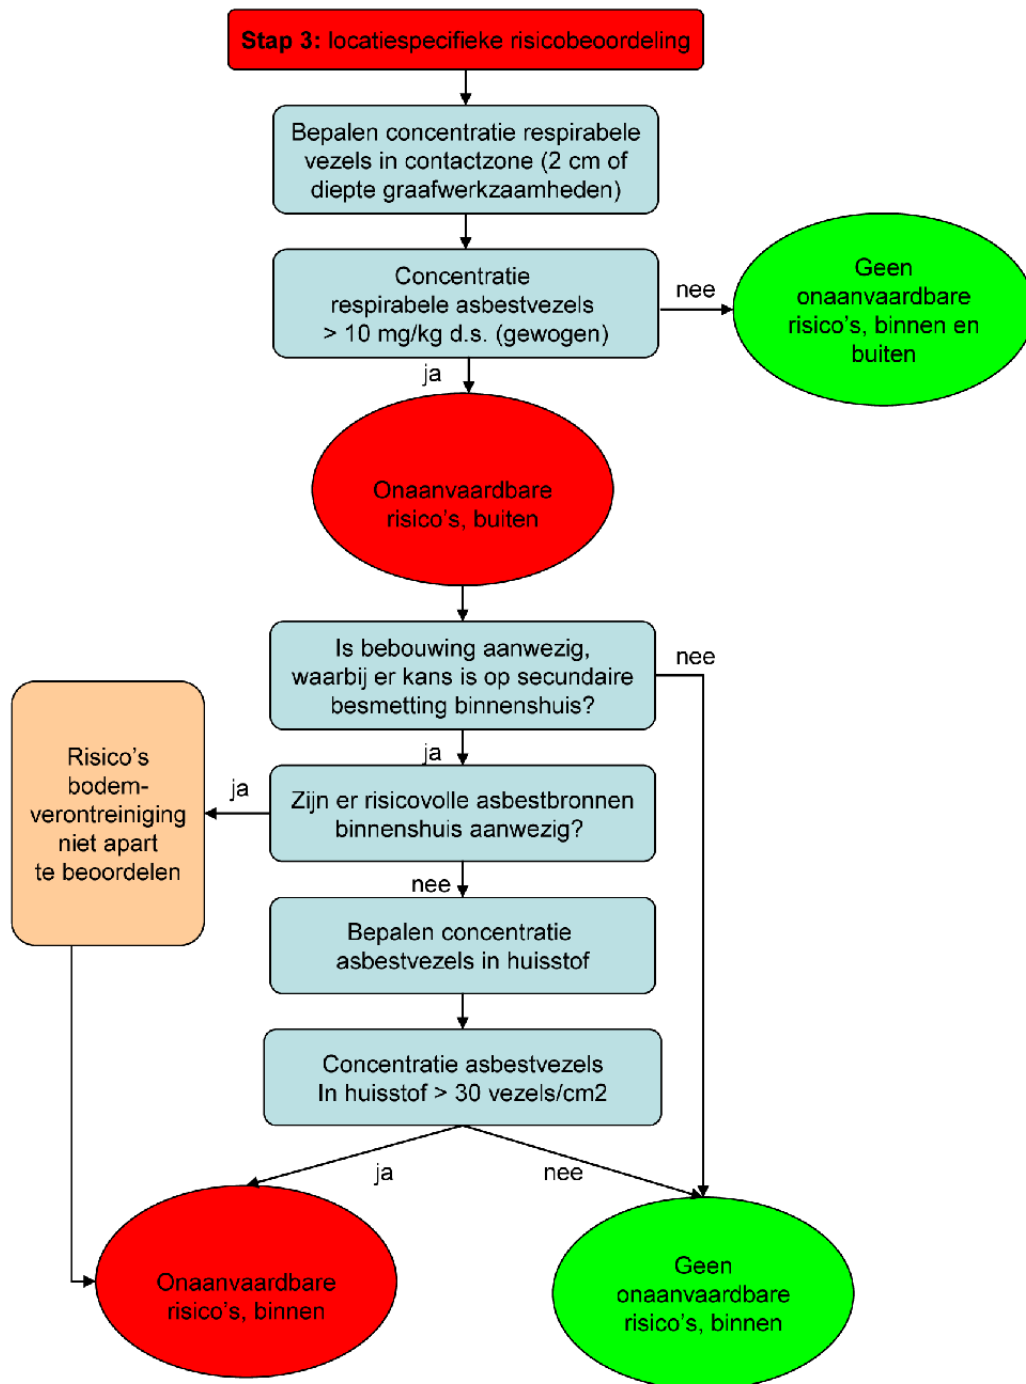 Stap 3: locatiespecifieke risicobeoordeling
Bepalen concentratie respirabele
vezels in contactzone (2 cm of
diepte graafwerkzaamheden)
Concentratie
respirabele asbestvezels
> 10 mg/kg d.s. (gewogen)
nee
Geen
onaanvaardbare
risico's, binnen en
buiten
ja
Onaanvaardbare
risico's, buiten
Is bebouwing aanwezig,
waarbij er kans is op secundaire
besmetting binnenshuis?
nee
ja
Zijn er risicovolle asbestbronnen
binnenshuis aanwezig?
ja
Risico's
bodem-
verontreiniging
niet apart
te beoordelen
nee
Bepalen concentratie
asbestvezels in huisstof
Concentratie asbestvezels
In huisstof > 30 vezels/cm2
ja
nee
Onaanvaardbare
risico's, binnen
Geen
onaanvaardbare
risico's, binnen